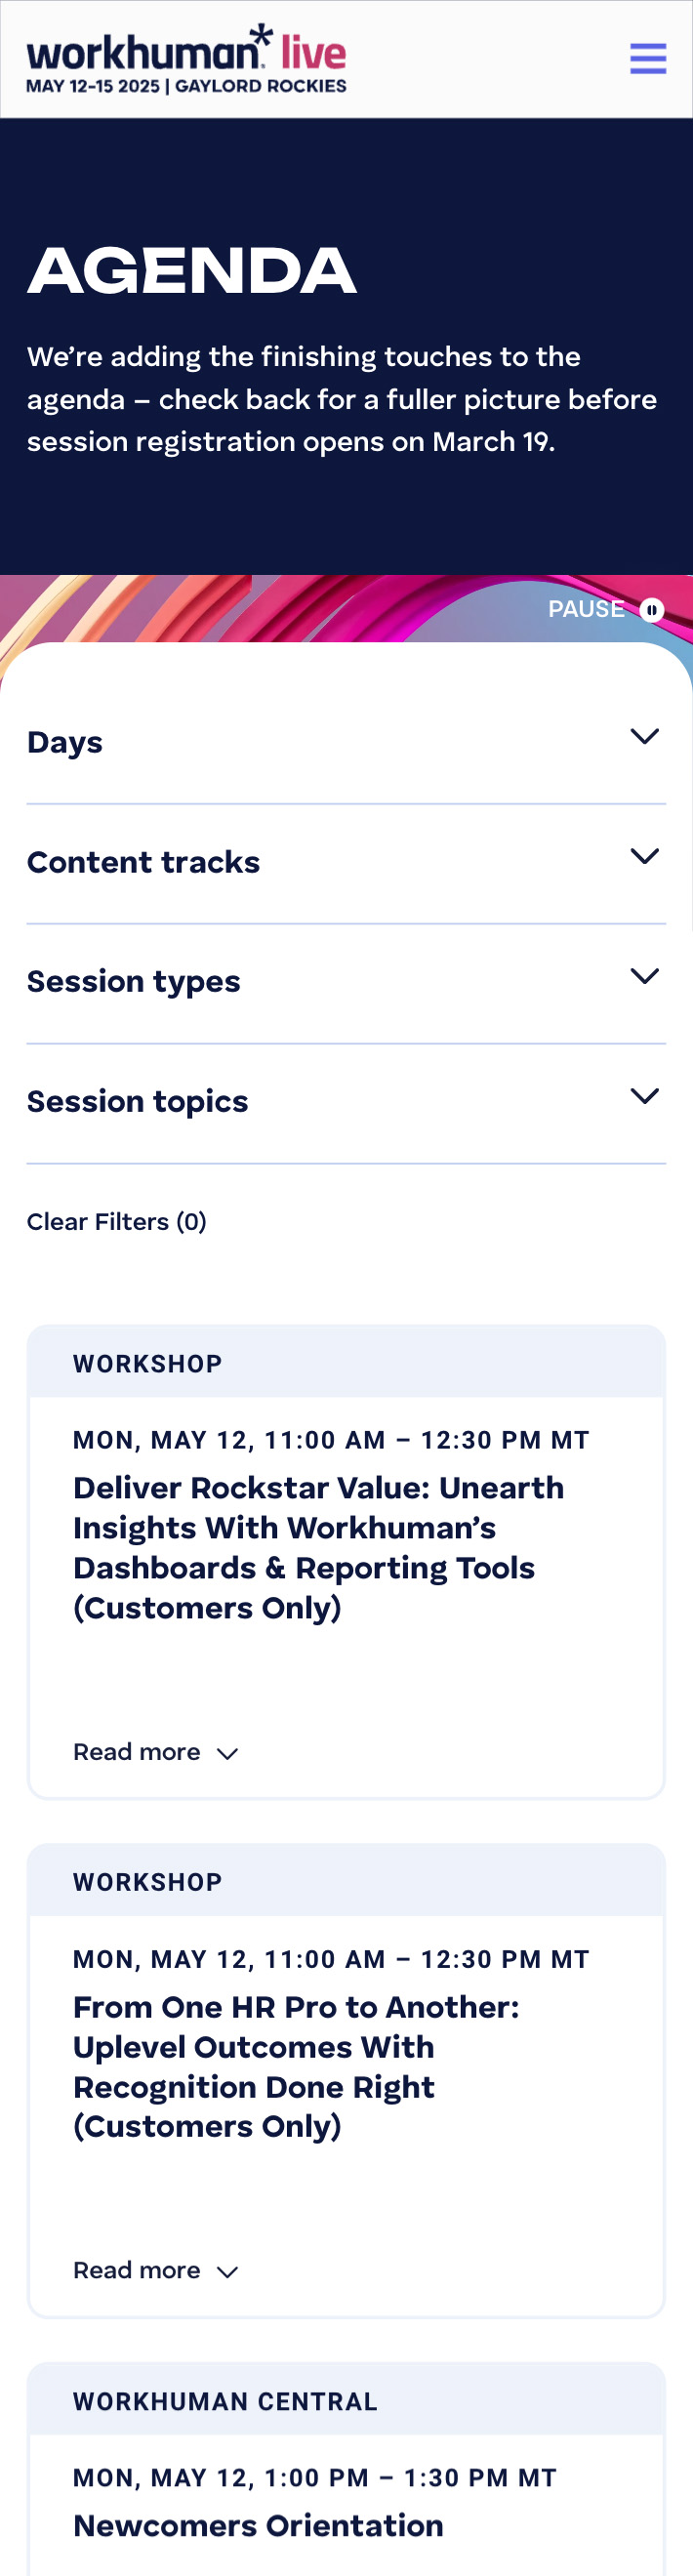 workhuman* live
MAY 12-15 2025 | GAYLORD ROCKIES
AGENDA
We’re adding the finishing touches to the
agenda – check back for a fuller picture before
session registration opens on March 19.
PAUSE
Days
Content tracks
Session types
Session topics
Clear Filters (0)
WORKSHOP
MON, MAY 12, 11:00 AM – 12:30 PM MT
Deliver Rockstar Value: Unearth
Insights With Workhuman’s
Dashboards & Reporting Tools
(Customers Only)
Read more
WORKSHOP
MON, MAY 12, 11:00 AM – 12:30 PM MT
From One HR Pro to Another:
Uplevel Outcomes With
Recognition Done Right
(Customers Only)
Read more
WORKHUMAN CENTRAL
MON, MAY 12, 1:00 PM – 1:30 PM MT
Newcomers Orientation